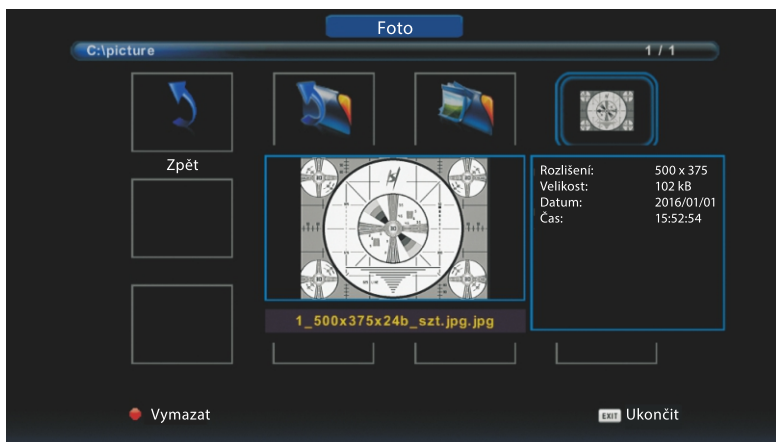 Foto
C:\picture
1 / 1
Zpět
Rozlišení: 500 x 375
Velikost: 102 kB
Datum: 2016/01/01
Čas: 15:52:54
1_500x375x24b_szt.jpg.jpg
Vymazat
EXIT Ukončit